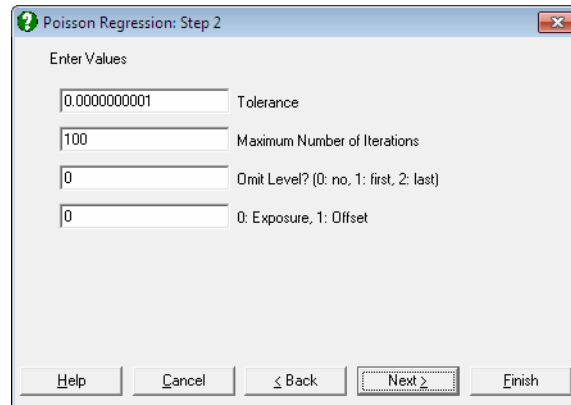 Poisson Regression: Step 2
Enter Values
0.0000000001 Tolerance
100 Maximum Number of Iterations
0 Omit Level? (0: no, 1: first, 2: last)
0 0: Exposure, 1: Offset
Help Cancel < Back Next > Finish